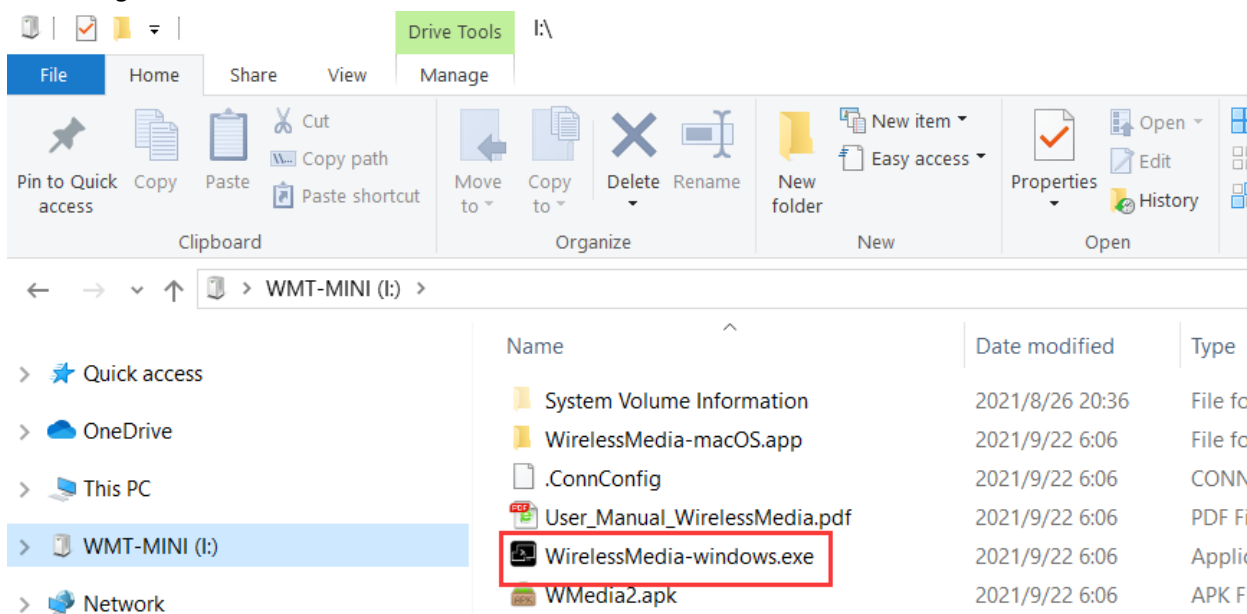 Drive Tools I:\
File Home Share View Manage
Pin to Quick access
Copy
Paste
Cut
Copy path
Paste shortcut
Clipboard
Move to
Copy to
Delete
Rename
Organize
New folder
New item
Easy access
New
Properties
Open
Edit
History
Open
WMT-MINI (I:)
Quick access
OneDrive
This PC
WMT-MINI (I:)
Network
Name Date modified Type
System Volume Information 2021/8/26 20:36 File fo
WirelessMedia-macOS.app 2021/9/22 6:06 File fo
.ConnConfig 2021/9/22 6:06 CONN
User_Manual_WirelessMedia.pdf 2021/9/22 6:06 PDF Fi
WirelessMedia-windows.exe 2021/9/22 6:06 Applic
WMedia2.apk 2021/9/22 6:06 APK F